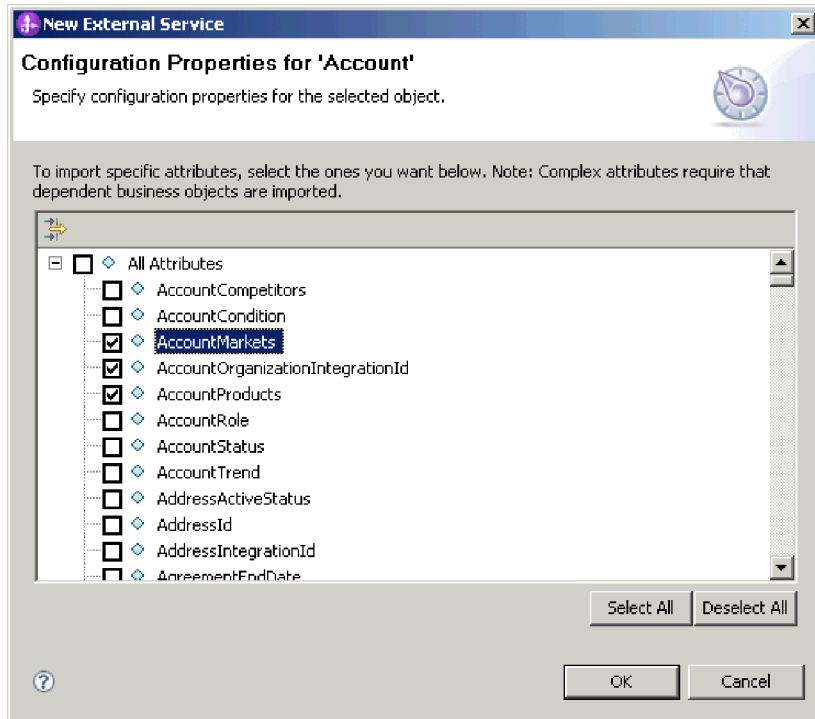 New External Service
Configuration Properties for 'Account'
Specify configuration properties for the selected object.
To import specific attributes, select the ones you want below. Note: Complex attributes require that
dependent business objects are imported.
All Attributes
AccountCompetitors
AccountCondition
AccountMarkets
AccountOrganizationIntegrationId
AccountProducts
AccountRole
AccountStatus
AccountTrend
AddressActiveStatus
AddressId
AddressIntegrationId
AgreementEndDate
Select All Deselect All
OK Cancel